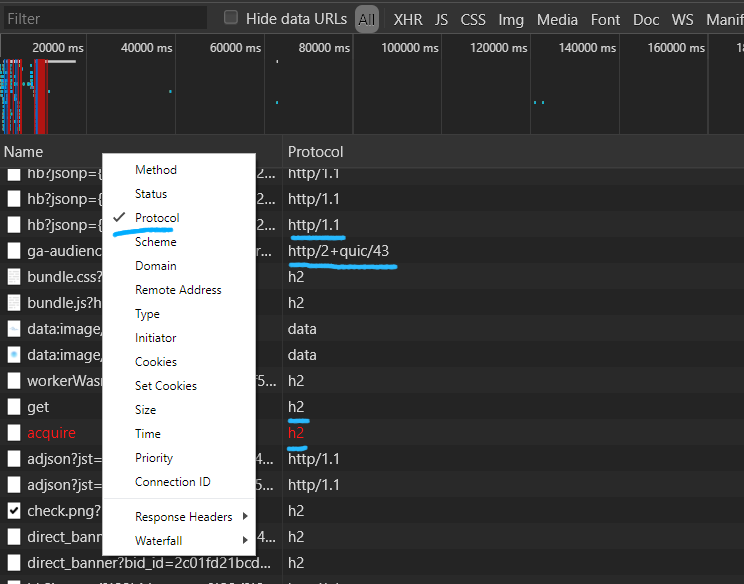 Filter Hide data URLs All XHR JS CSS Img Media Font Doc WS Manif
20000 ms 40000 ms 60000 ms 80000 ms 100000 ms 120000 ms 140000 ms 160000 ms
Name Protocol
hb?jsonp={ 2... http/1.1
hb?jsonp={ 2... http/1.1
hb?jsonp={ 2... http/1.1
ga-audienc r... http/2+quic/43
bundle.css? h2
bundle.js?h h2
data:image/ data
data:image/ data
workerWasm f5... h2
get h2
acquire h2
adjson?jst= 4... http/1.1
adjson?jst= 5... http/1.1
check.png? h2
direct_banner 4... h2
direct_banner?bid_id=2c01fd21bcd... h2
Method
Status
Protocol
Scheme
Domain
Remote Address
Type
Initiator
Cookies
Set Cookies
Size
Time
Priority
Connection ID
Response Headers
Waterfall